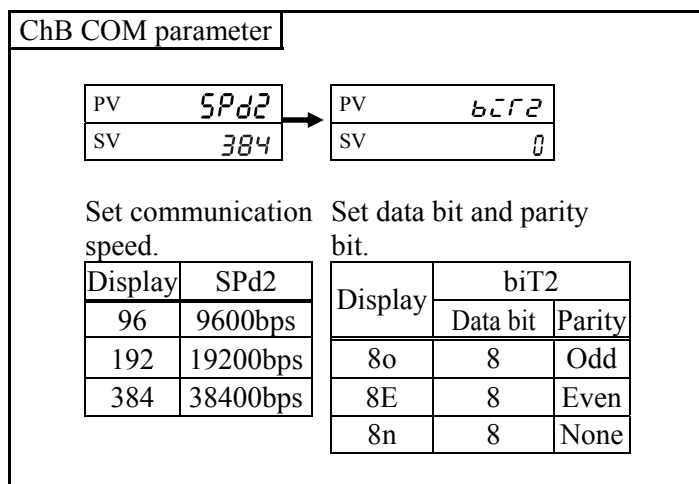 ChB COM parameter
PV SPd2 PV biT2
SV 384 SV 0
Set communication speed.
Set data bit and parity bit.
Display SPd2
96 9600bps
192 19200bps
384 38400bps
Display biT2
Data bit Parity
8o 8 Odd
8E 8 Even
8n 8 None